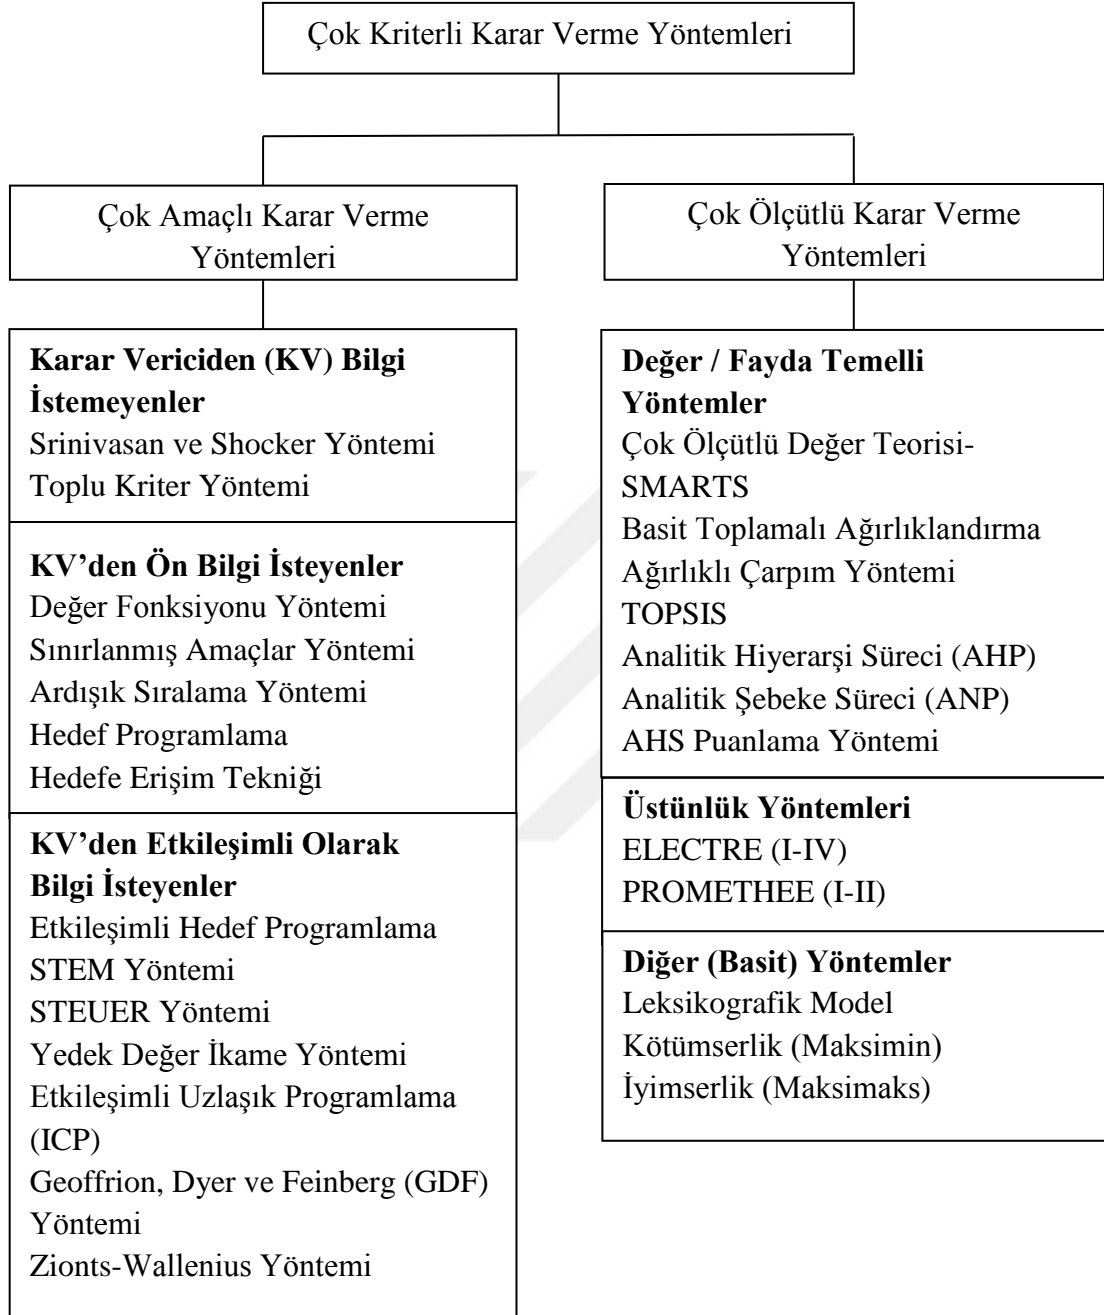 Çok Kriterli Karar Verme Yöntemleri
Çok Amaçlı Karar Verme
Yöntemleri
Karar Vericiden (KV) Bilgi
İstemeyenler
Srinivasan ve Shocker Yöntemi
Toplu Kriter Yöntemi
KV’den Ön Bilgi İsteyenler
Değer Fonksiyonu Yöntemi
Sınırlanmış Amaçlar Yöntemi
Ardışık Sıralama Yöntemi
Hedef Programlama
Hedefe Erişim Tekniği
KV’den Etkileşimli Olarak
Bilgi İsteyenler
Etkileşimli Hedef Programlama
STEM Yöntemi
STEUER Yöntemi
Yedek Değer İkame Yöntemi
Etkileşimli Uzlaşık Programlama
(ICP)
Geoffrion, Dyer ve Feinberg (GDF)
Yöntemi
Zionts-Wallenius Yöntemi
Çok Ölçütlü Karar Verme
Yöntemleri
Değer / Fayda Temelli
Yöntemler
Çok Ölçütlü Değer Teorisi-
SMARTS
Basit Toplamalı Ağırlıklandırma
Ağırlıklı Çarpım Yöntemi
TOPSIS
Analitik Hiyerarşi Süreci (AHP)
Analitik Şebeke Süreci (ANP)
AHS Puanlama Yöntemi
Üstünlük Yöntemleri
ELECTRE (I-IV)
PROMETHEE (I-II)
Diğer (Basit) Yöntemler
Leksikografik Model
Kötümserlik (Maksimin)
İyimserlik (Maksimaks)